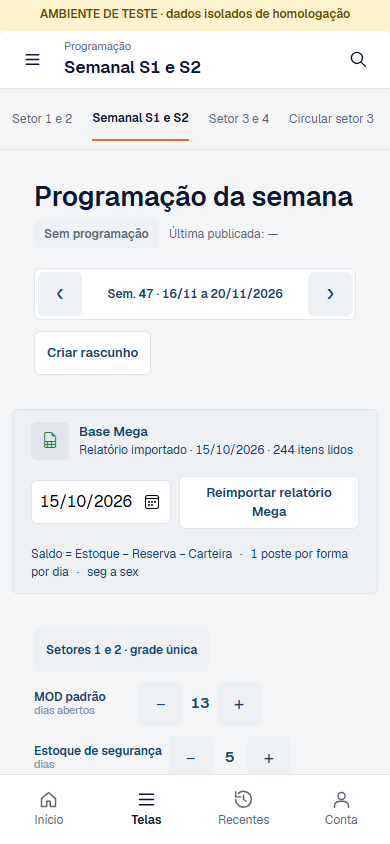 AMBIENTE DE TESTE · dados isolados de homologação
Programação
Semanal S1 e S2
Setor 1 e 2
Semanal S1 e S2
Setor 3 e 4
Circular setor 3
Programação da semana
Sem programação
Última publicada: —
Sem. 47 · 16/11 a 20/11/2026
Criar rascunho
Base Mega
Relatório importado · 15/10/2026 · 244 itens lidos
15/10/2026
Reimportar relatório
Mega
Saldo = Estoque – Reserva – Carteira · 1 poste por forma
por dia · seg a sex
Setores 1 e 2 · grade única
MOD padrão
dias abertos
– 13 +
Estoque de segurança
dias
– 5 +
Início
Telas
Recentes
Conta